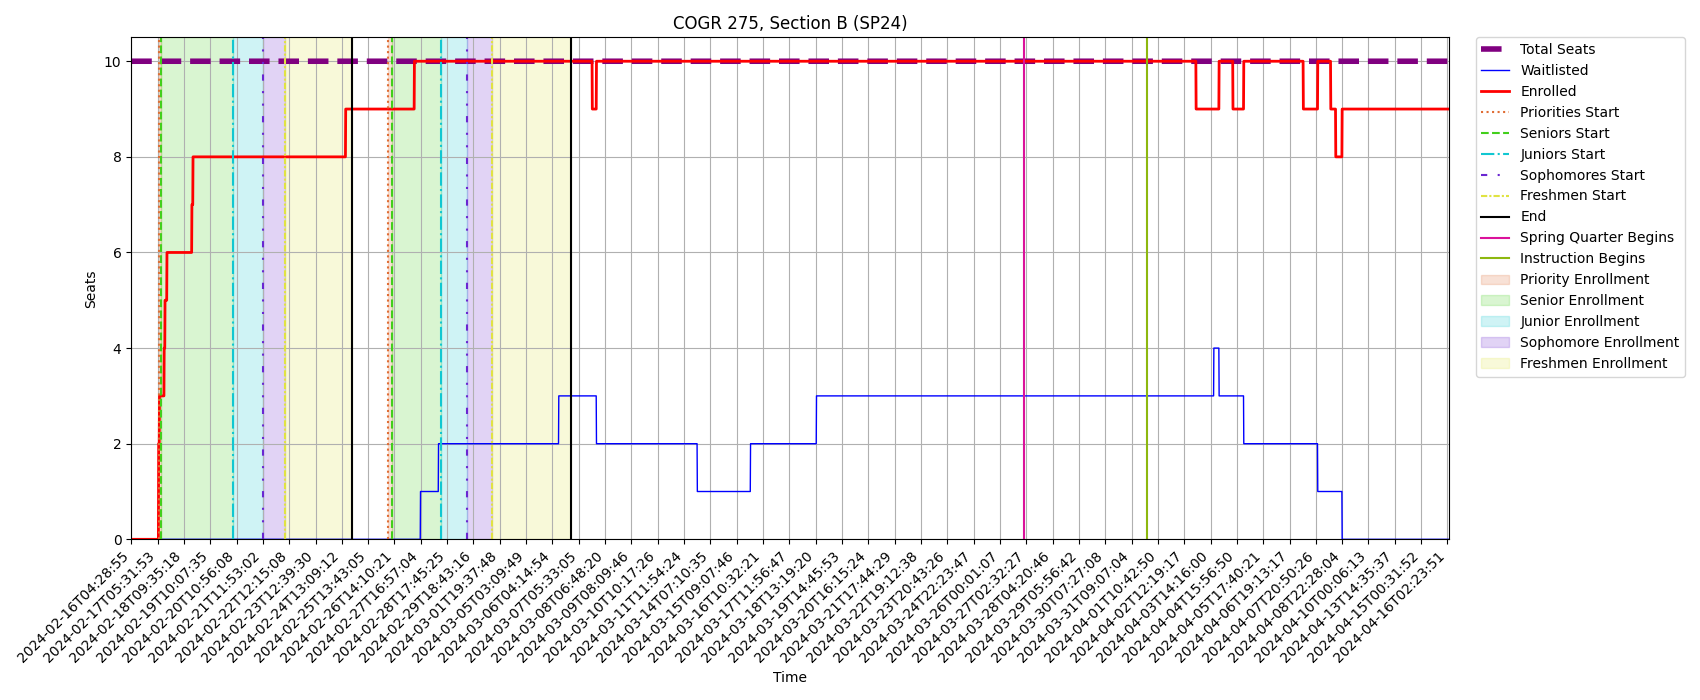 COGR 275, Section B (SP24)
10
8
6
4
2
0
Seats
2024-02-16T04:28:55
2024-02-17T05:31:53
2024-02-18T09:35:18
2024-02-19T10:07:35
2024-02-20T10:56:08
2024-02-21T11:53:02
2024-02-22T12:15:08
2024-02-23T12:39:30
2024-02-24T13:09:12
2024-02-25T13:43:05
2024-02-26T14:10:21
2024-02-27T16:57:04
2024-02-28T17:45:25
2024-02-29T18:43:16
2024-03-01T19:37:48
2024-03-05T03:09:49
2024-03-06T04:14:54
2024-03-07T05:33:05
2024-03-08T06:48:20
2024-03-09T08:09:46
2024-03-10T10:17:26
2024-03-11T11:54:24
2024-03-14T07:10:35
2024-03-15T09:07:46
2024-03-16T10:32:21
2024-03-17T11:56:47
2024-03-18T13:19:20
2024-03-19T14:45:53
2024-03-20T16:15:24
2024-03-21T17:44:29
2024-03-22T19:12:38
2024-03-23T20:43:26
2024-03-24T22:23:47
2024-03-26T00:01:07
2024-03-27T02:32:27
2024-03-28T04:20:46
2024-03-29T05:56:42
2024-03-30T07:27:08
2024-03-31T09:07:04
2024-04-01T10:42:50
2024-04-02T12:19:17
2024-04-03T14:16:00
2024-04-04T15:56:50
2024-04-05T17:40:21
2024-04-06T19:13:17
2024-04-07T20:50:26
2024-04-08T22:28:04
2024-04-10T00:06:13
2024-04-13T14:35:37
2024-04-15T00:31:52
2024-04-16T02:23:51
Time
Total Seats
Waitlisted
Enrolled
Priorities Start
Seniors Start
Juniors Start
Sophomores Start
Freshmen Start
End
Spring Quarter Begins
Instruction Begins
Priority Enrollment
Senior Enrollment
Junior Enrollment
Sophomore Enrollment
Freshmen Enrollment